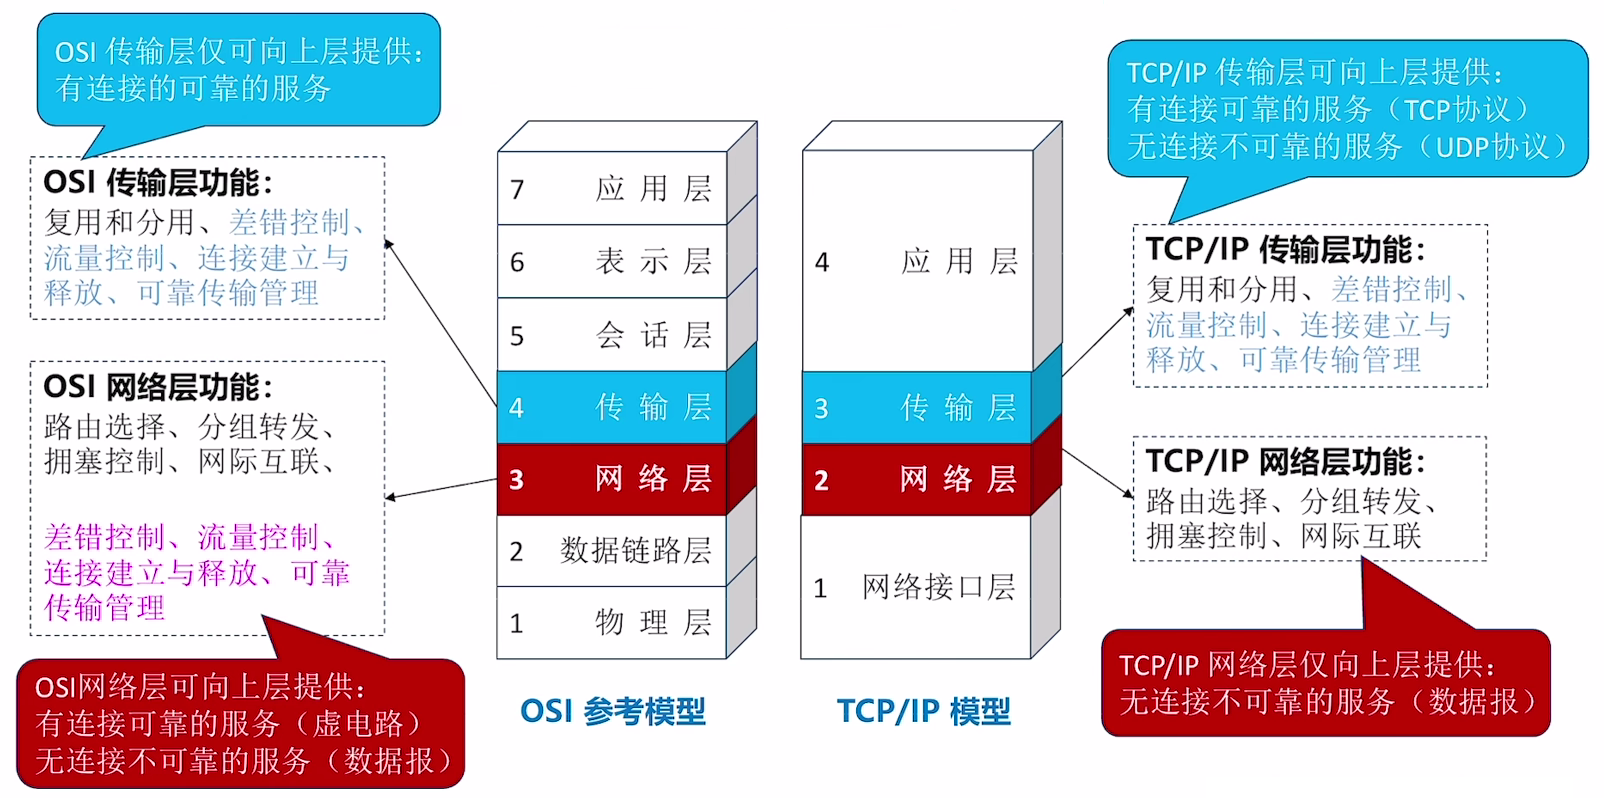 OSI 传输层仅可向上层提供：
有连接的可靠的服务
OSI 传输层功能：
复用和分用、差错控制、
流量控制、连接建立与
释放、可靠传输管理
OSI 网络层功能：
路由选择、分组转发、
拥塞控制、网际互联、
差错控制、流量控制、
连接建立与释放、可靠
传输管理
OSI网络层可向上层提供：
有连接可靠的服务（虚电路）
无连接不可靠的服务（数据报）
7 应用层
6 表示层
5 会话层
4 传输层
3 网络层
2 数据链路层
1 物理层
OSI 参考模型
4 应用层
3 传输层
2 网络层
1 网络接口层
TCP/IP 模型
TCP/IP 传输层可向上层提供：
有连接可靠的服务（TCP协议）
无连接不可靠的服务（UDP协议）
TCP/IP 传输层功能：
复用和分用、差错控制、
流量控制、连接建立与
释放、可靠传输管理
TCP/IP 网络层功能：
路由选择、分组转发、
拥塞控制、网际互联
TCP/IP 网络层仅向上层提供：
无连接不可靠的服务（数据报）